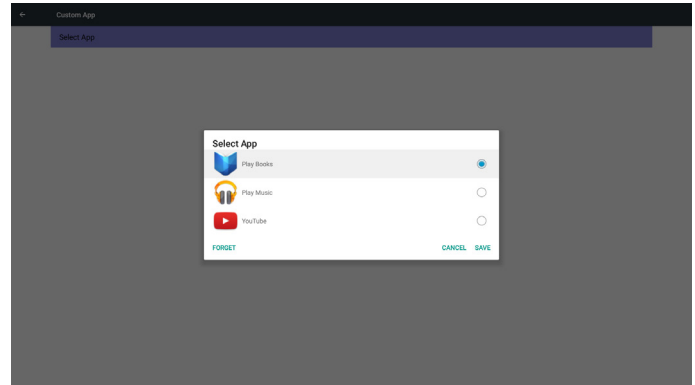 Custom App
Select App
Select App
Play Books
Play Music
YouTube
FORGET CANCEL SAVE